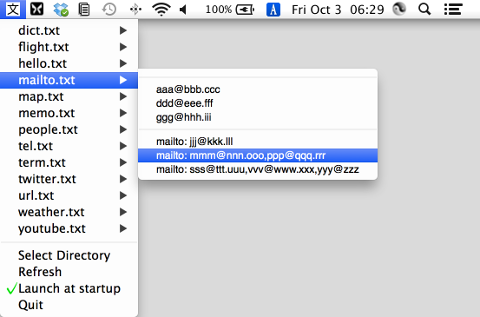 文 100% A Fri Oct 3 06:29
dict.txt
flight.txt
hello.txt
mailto.txt
map.txt
memo.txt
people.txt
tel.txt
term.txt
twitter.txt
url.txt
weather.txt
youtube.txt
Select Directory
Refresh
Launch at startup
Quit
aaa@bbb.ccc
ddd@eee.fff
ggg@hhh.iii
mailto: jjj@kkk.lll
mailto: mmm@nnn.ooo,ppp@qqq.rrr
mailto: sss@ttt.uuu,vvv@www.xxx,yyy@zzz